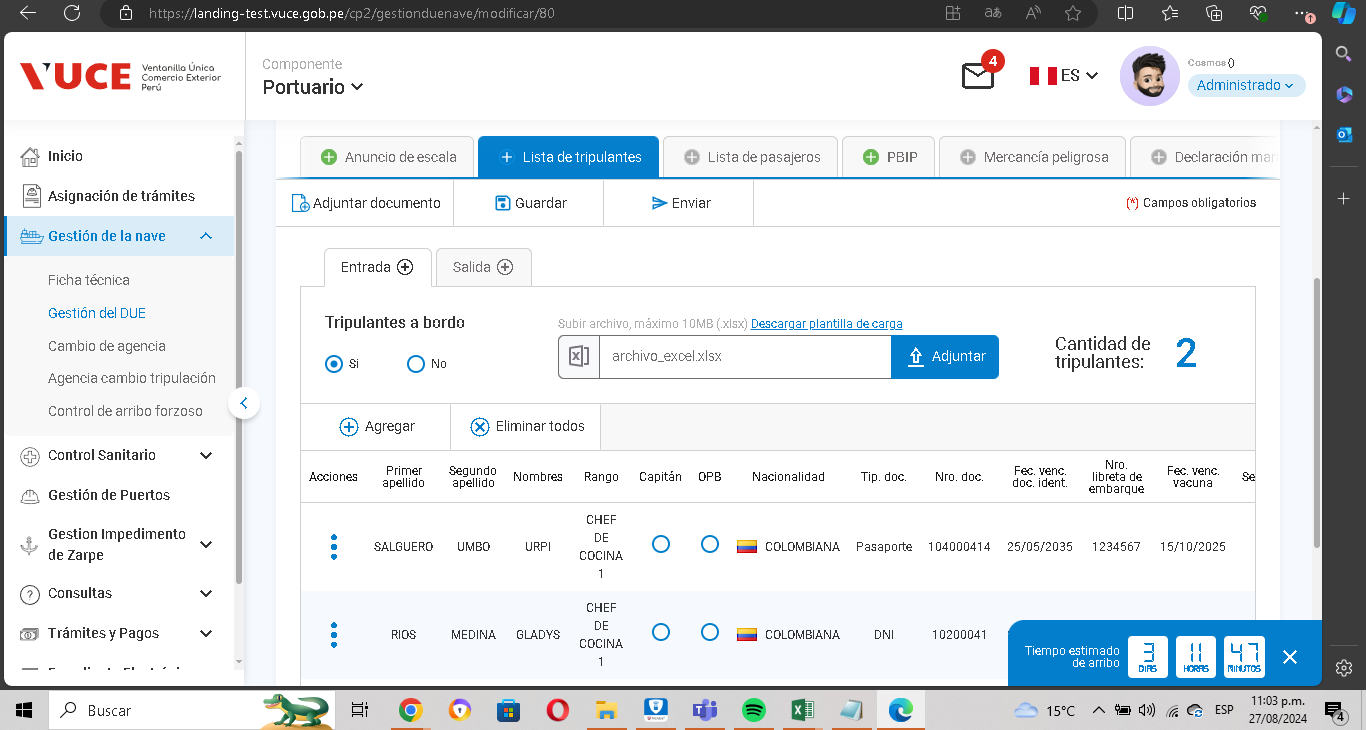 https://landing-test.vuce.gob.pe/cp2/gestionduenave/modificar/80
VUCE
Ventanilla Única
Comercio Exterior
Perú
Componente
Portuario
4
ES
Cosmos 0
Administrado
Inicio
Asignación de trámites
Gestión de la nave
Ficha técnica
Gestión del DUE
Cambio de agencia
Agencia cambio tripulación
Control de arribo forzoso
Control Sanitario
Gestión de Puertos
Gestion Impedimento
de Zarpe
Consultas
Trámites y Pagos
Anuncio de escala
Lista de tripulantes
Lista de pasajeros
PBIP
Mercancía peligrosa
Declaración mar
Adjuntar documento
Guardar
Enviar
(*) Campos obligatorios
Entrada
Salida
Tripulantes a bordo
Si
No
Subir archivo, máximo 10MB (.xlsx) Descargar plantilla de carga
archivo_excel.xlsx
Adjuntar
Cantidad de
tripulantes:
2
Agregar
Eliminar todos
Acciones
Primer
apellido
Segundo
apellido
Nombres
Rango
Capitán
OPB
Nacionalidad
Tip. doc.
Nro. doc.
Fec. venc.
doc. ident.
Nro.
libreta de
embarque
Fec. venc.
vacuna
Se
SALGUERO
UMBO
URPI
CHEF
DE
COCINA
1
COLOMBIANA
Pasaporte
104000414
25/05/2035
1234567
15/10/2025
RIOS
MEDINA
GLADYS
CHEF
DE
COCINA
1
COLOMBIANA
DNI
10200041
Tiempo estimado
de arribo
3
DIAS
11
HORAS
47
MINUTOS
Buscar
15°C
ESP
11:03 p.m.
27/08/2024
4